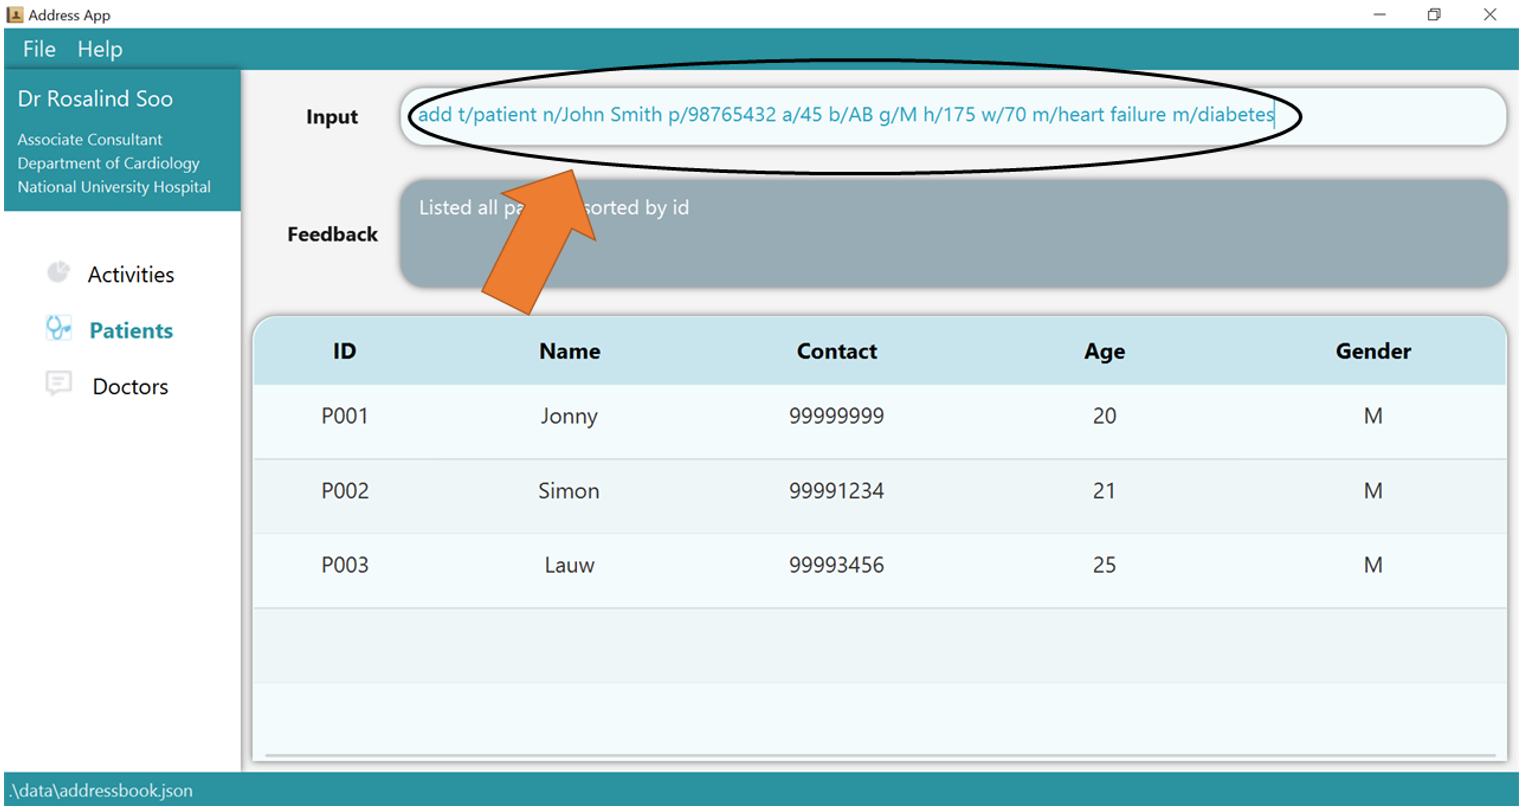 Address App
File Help
Dr Rosalind Soo
Associate Consultant
Department of Cardiology
National University Hospital
Activities
Patients
Doctors
Input
add t/patient n/John Smith p/98765432 a/45 b/AB g/M h/175 w/70 m/heart failure m/diabetes
Feedback
Listed all sorted by id
ID Name Contact Age Gender
P001 Jonny 99999999 20 M
P002 Simon 99991234 21 M
P003 Lauw 99993456 25 M
.\data\addressbook.json